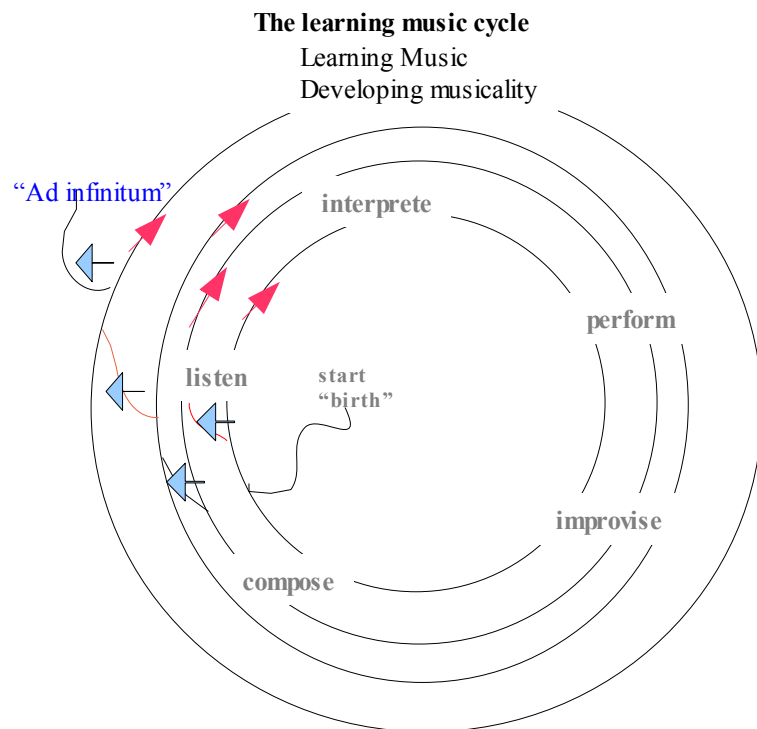 The learning music cycle
Learning Music
Developing musicality
“Ad infinitum”
interprete
perform
listen
start
“birth”
improvise
compose